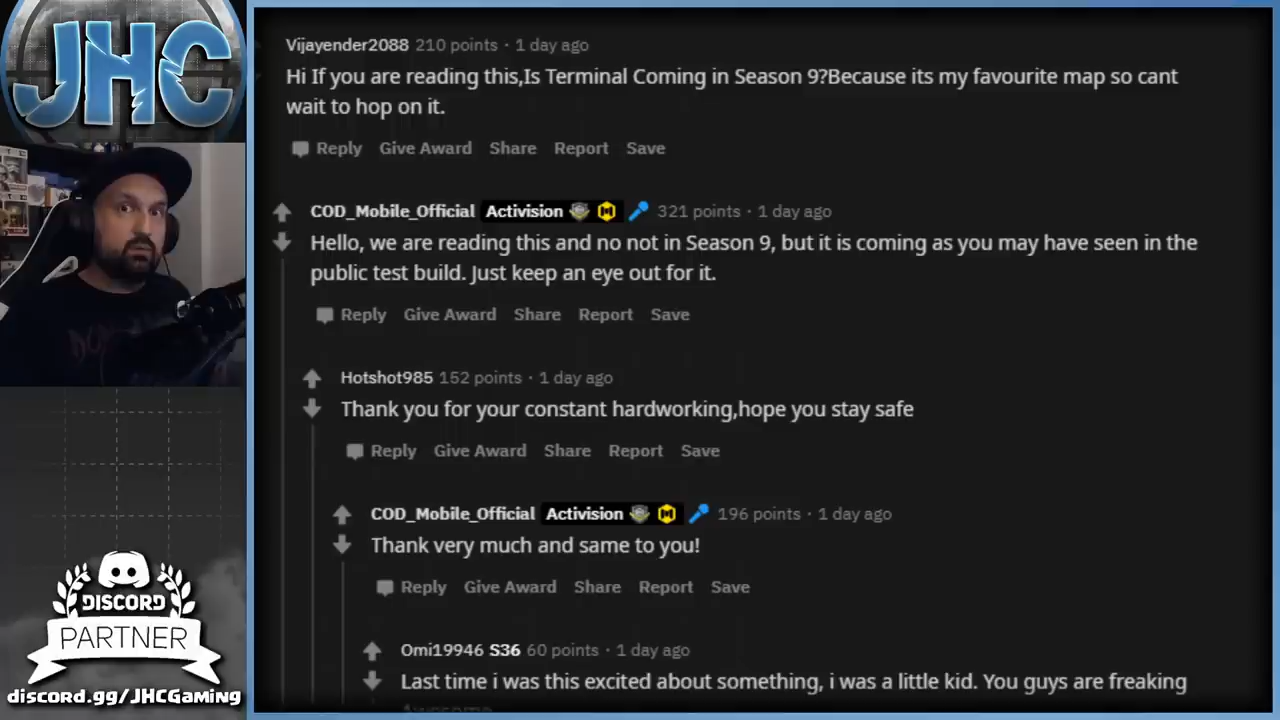 JHC
Vijayender2088 210 points · 1 day ago
Hi If you are reading this,Is Terminal Coming in Season 9?Because its my favourite map so cant
wait to hop on it.
Reply Give Award Share Report Save
COD_Mobile_Official Activision 321 points · 1 day ago
Hello, we are reading this and no not in Season 9, but it is coming as you may have seen in the
public test build. Just keep an eye out for it.
Reply Give Award Share Report Save
Hotshot985 152 points · 1 day ago
Thank you for your constant hardworking,hope you stay safe
Reply Give Award Share Report Save
COD_Mobile_Official Activision 196 points · 1 day ago
Thank very much and same to you!
Reply Give Award Share Report Save
Omi19946 S36 60 points · 1 day ago
Last time i was this excited about something, i was a little kid. You guys are freaking
DISCORD
PARTNER
discord.gg/JHCGaming